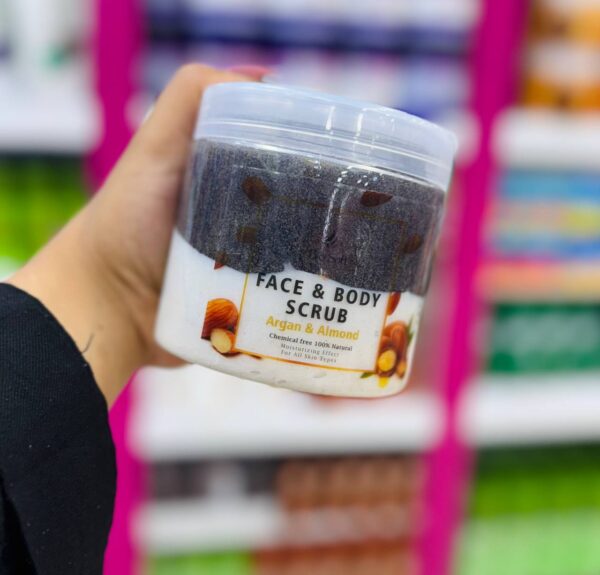 FACE & BODY
SCRUB
Argan & Almond
Chemical free 100% Natural
Moisturizing Effect
For All Skin Types